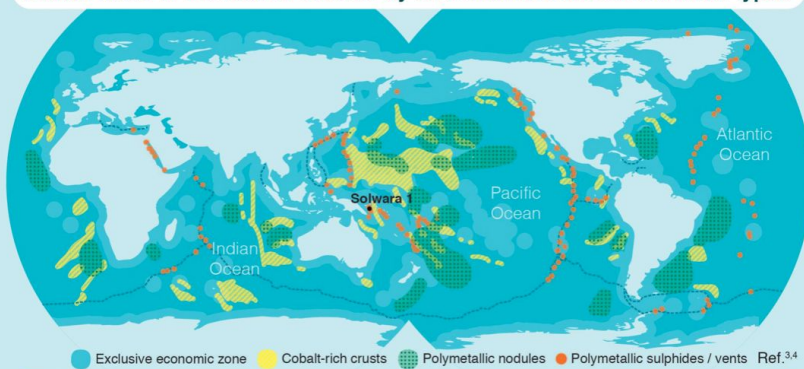 Solwara 1
Atlantic
Ocean
Pacific
Ocean
Indian
Ocean
Exclusive economic zone Cobalt-rich crusts Polymetallic nodules Polymetallic sulphides / vents Ref.3,4